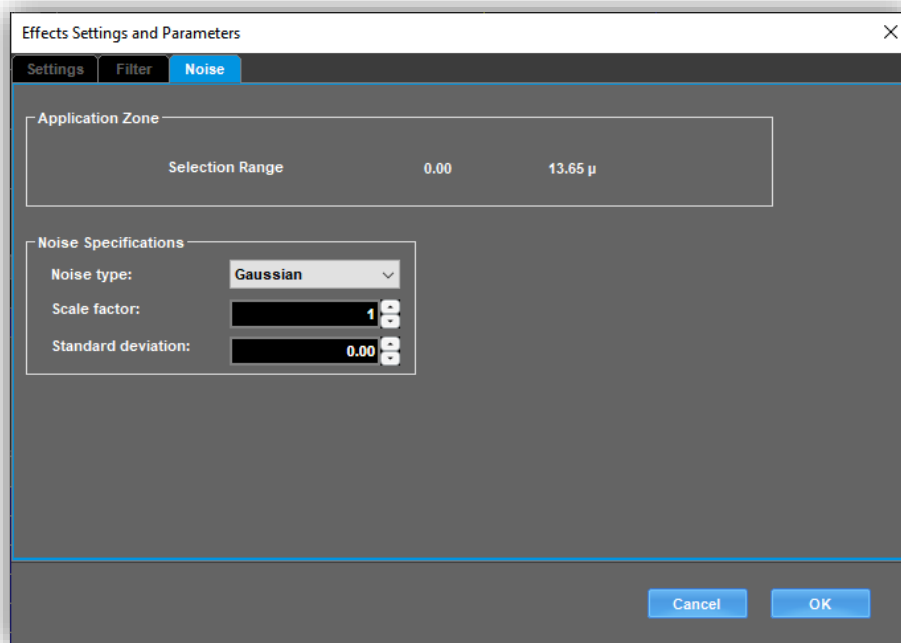 Effects Settings and Parameters
Settings Filter Noise
Application Zone
Selection Range 0.00 13.65 µ
Noise Specifications
Noise type: Gaussian
Scale factor: 1
Standard deviation: 0.00
Cancel OK